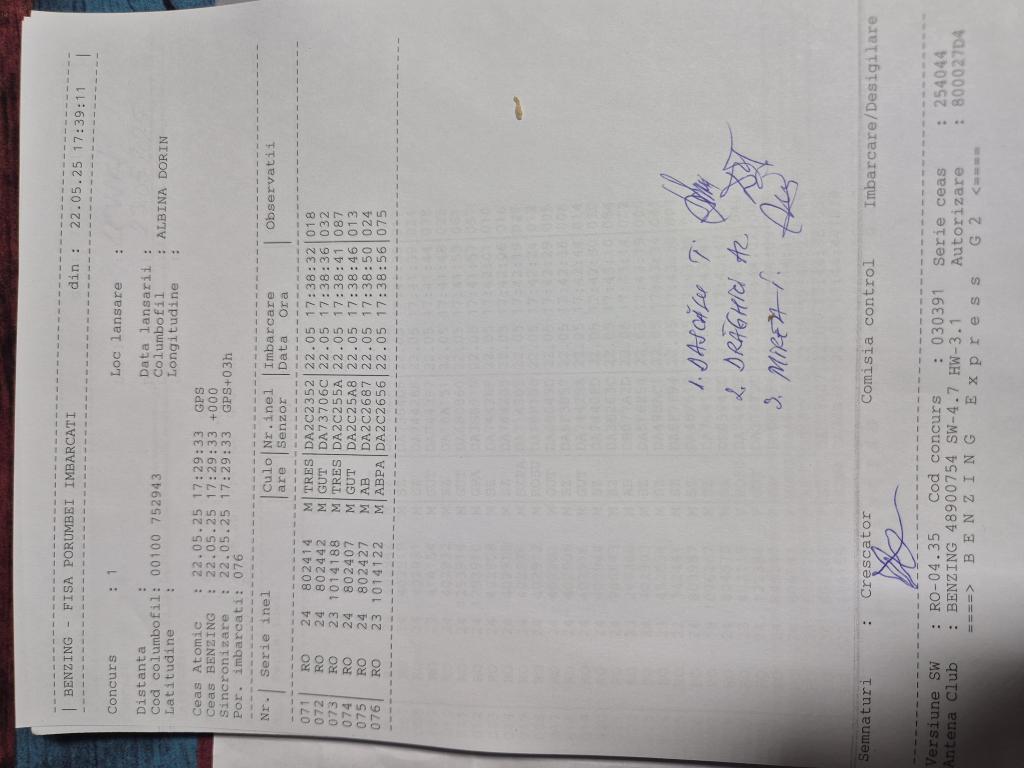 | BENZING - FISA PORUMBEI IMBARCATI din : 22.05.25 17:39:11 |
Concurs : 1 Loc lansare :
Distanta : Data lansarii :
Cod columbofil: 00100 752943 Columbofil : ALBINA DORIN
Latitudine : Longitudine :
Ceas Atomic : 22.05.25 17:29:33 GPS
Ceas BENZING : 22.05.25 17:29:33 +000
Sincronizare : 22.05.25 17:29:33 GPS+03h
Por. imbarcati: 076
Nr.| Serie inel |Culo|Nr.inel |Imbarcare | Observatii
|are |Senzor |Data Ora |
071| RO 24 802414 M|TRES|DA2C2352|22.05 17:38:32|018
072| RO 24 802442 M|GUT |DA73706C|22.05 17:38:36|032
073| RO 23 1014188 M|TRES|DA2C255A|22.05 17:38:41|087
074| RO 24 802407 M|GUT |DA2C25A8|22.05 17:38:46|013
075| RO 24 802427 M|AB |DA2C2687|22.05 17:38:50|024
076| RO 23 1014122 M|ABPA|DA2C2656|22.05 17:38:56|075
1. DASCĂLU T.
2. DRĂGHICI
3. MIREA I.
Semnaturi : Crescator Comisia control Imbarcare/Desigilare
Versiune SW : RO-04.35 Cod concurs : 030391 Serie ceas : 254044
Antena Club : BENZING 48900754 SW-4.7 HW-3.1 Autorizare : 800027D4
====> B E N Z I N G E x p r e s s G 2 <====